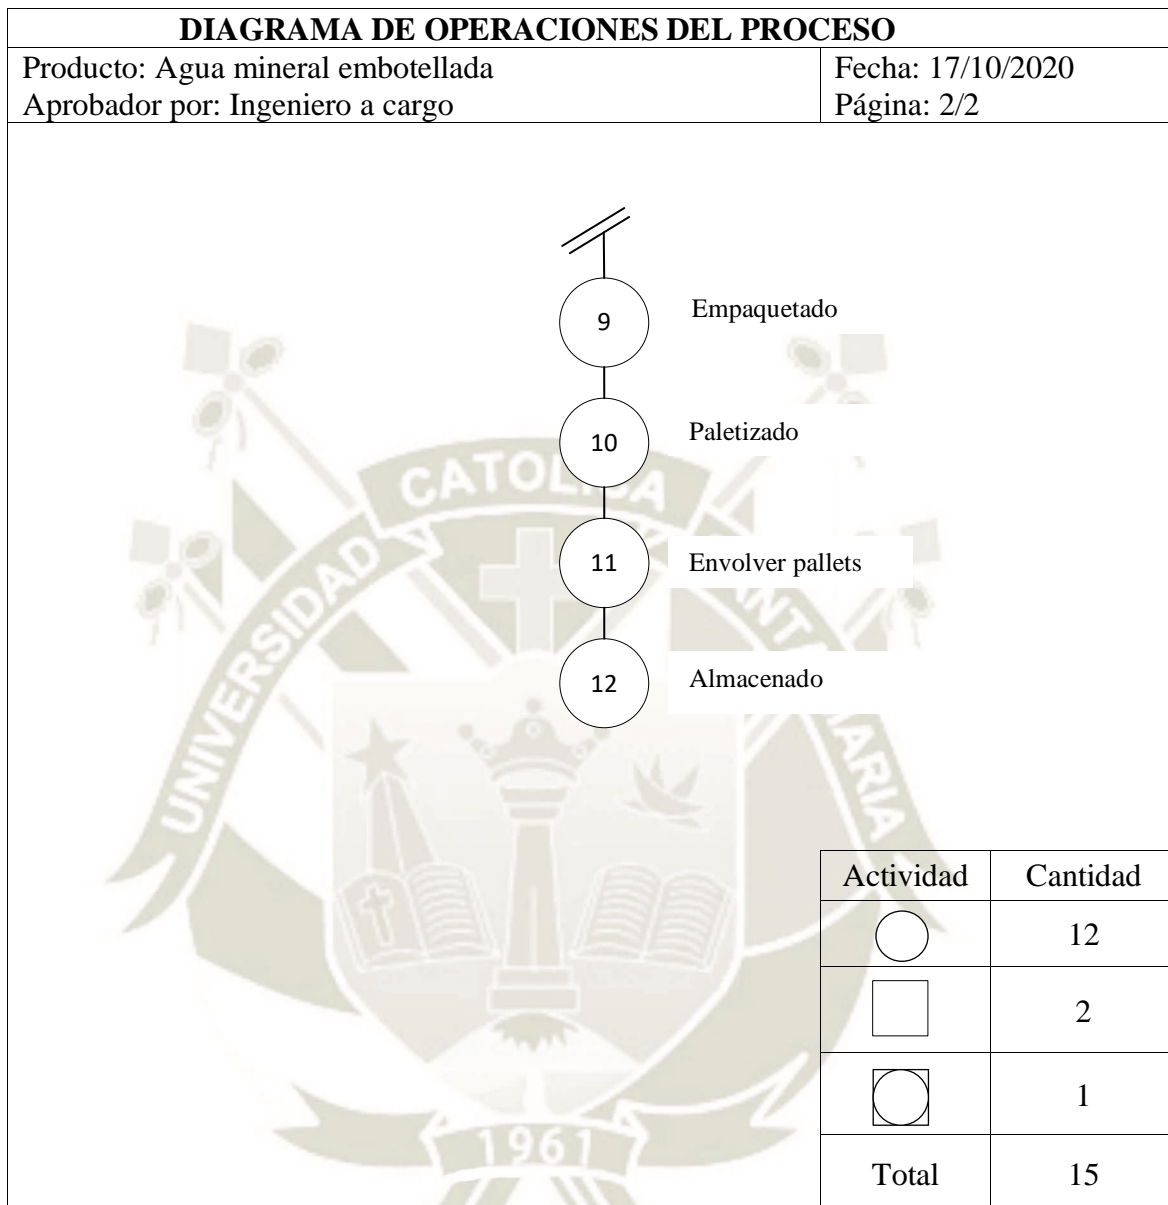 DIAGRAMA DE OPERACIONES DEL PROCESO
Producto: Agua mineral embotellada
Aprobador por: Ingeniero a cargo
Fecha: 17/10/2020
Página: 2/2
9 Empaquetado
10 Paletizado
11 Envolver pallets
12 Almacenado
UNIVERSIDAD
CATOLICA
ARIA
1961
Actividad Cantidad
12
2
1
Total 15